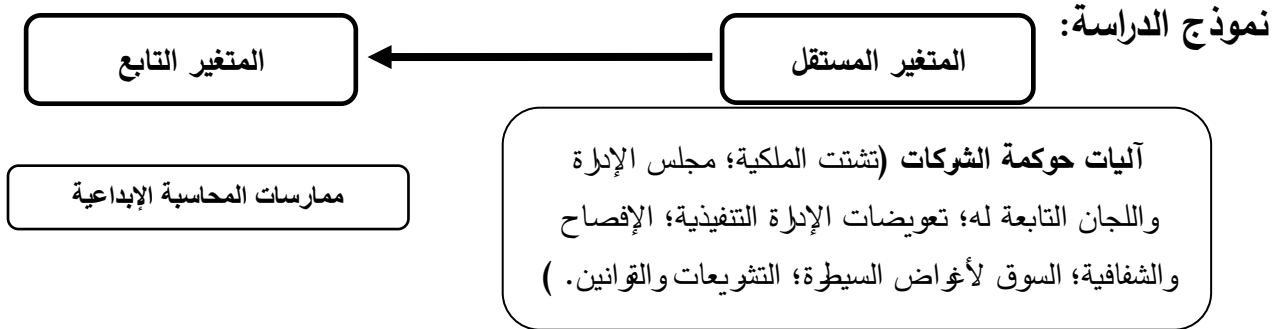 نموذج الدراسة:
المتغير المستقل
المتغير التابع
آليات حوكمة الشركات (تشتت الملكية؛ مجلس الإدارة
واللجان التابعة له؛ تعويضات الإدارة التنفيذية؛ الإفصاح
والشفافية؛ السوق لأغراض السيطرة؛ التشريعات والقوانين. )
ممارسات المحاسبة الإبداعية